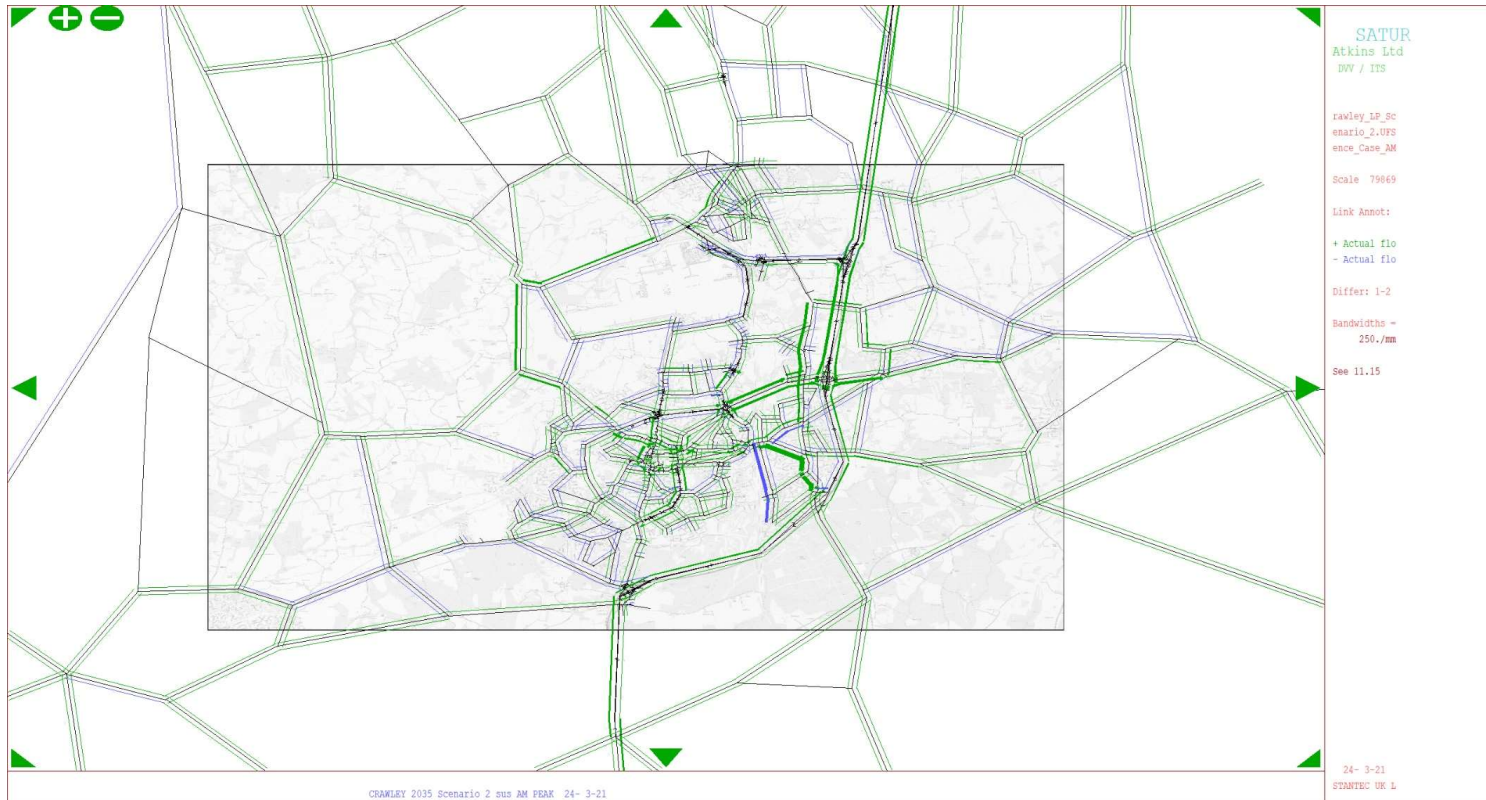 SATUR
Atkins Ltd
DVV / ITS
rawley_LP_Sc
enario_2.UFS
ence_Case_AM
Scale 79069
Link Annot:
+ Actual flo
- Actual flo
Differ: 1-2
Bandwidths =
250./mm
See 11.15
24- 3-21
STANTEC UK L
CRAWLEY 2035 Scenario 2 sus AM PEAK 24- 3-21